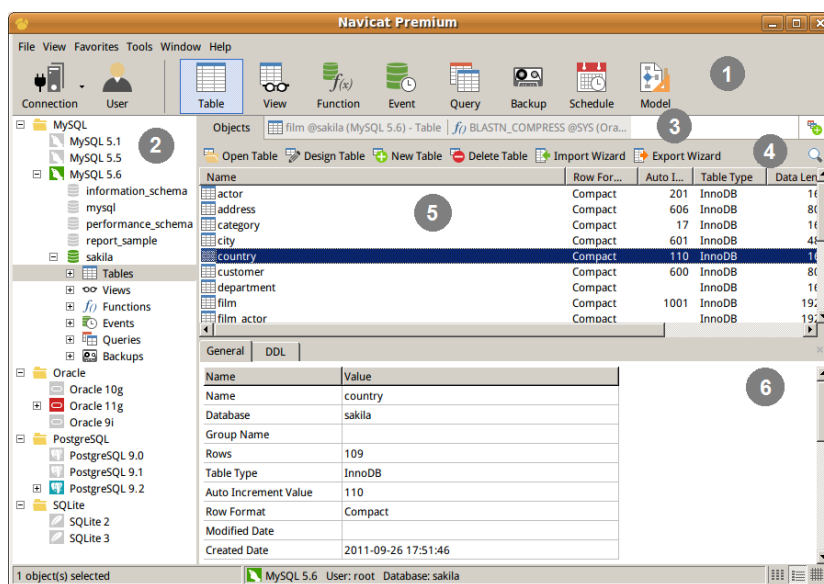 Navicat Premium
File View Favorites Tools Window Help
Connection User Table View Function Event Query Backup Schedule Model
1
MySQL
MySQL 5.1
MySQL 5.5
MySQL 5.6
information_schema
mysql
performance_schema
report_sample
sakila
Tables
Views
Functions
Events
Queries
Backups
Oracle
Oracle 10g
Oracle 11g
Oracle 9i
PostgreSQL
PostgreSQL 9.0
PostgreSQL 9.1
PostgreSQL 9.2
SQLite
SQLite 2
SQLite 3
2
Objects film @sakila (MySQL 5.6) - Table f() BLASTN_COMPRESS @SYS (Ora...
3
Open Table Design Table New Table Delete Table Import Wizard Export Wizard
4
Name Row For... Auto I... Table Type Data Len
actor Compact 201 InnoDB 16
address Compact 606 InnoDB 80
category Compact 17 InnoDB 16
city Compact 601 InnoDB 48
country Compact 110 InnoDB 16
customer Compact 600 InnoDB 80
department Compact InnoDB 16
film Compact 1001 InnoDB 192
film_actor Compact InnoDB 192
5
General DDL
6
Name Value
Name country
Database sakila
Group Name
Rows 109
Table Type InnoDB
Auto Increment Value 110
Row Format Compact
Modified Date
Created Date 2011-09-26 17:51:46
1 object(s) selected MySQL 5.6 User: root Database: sakila